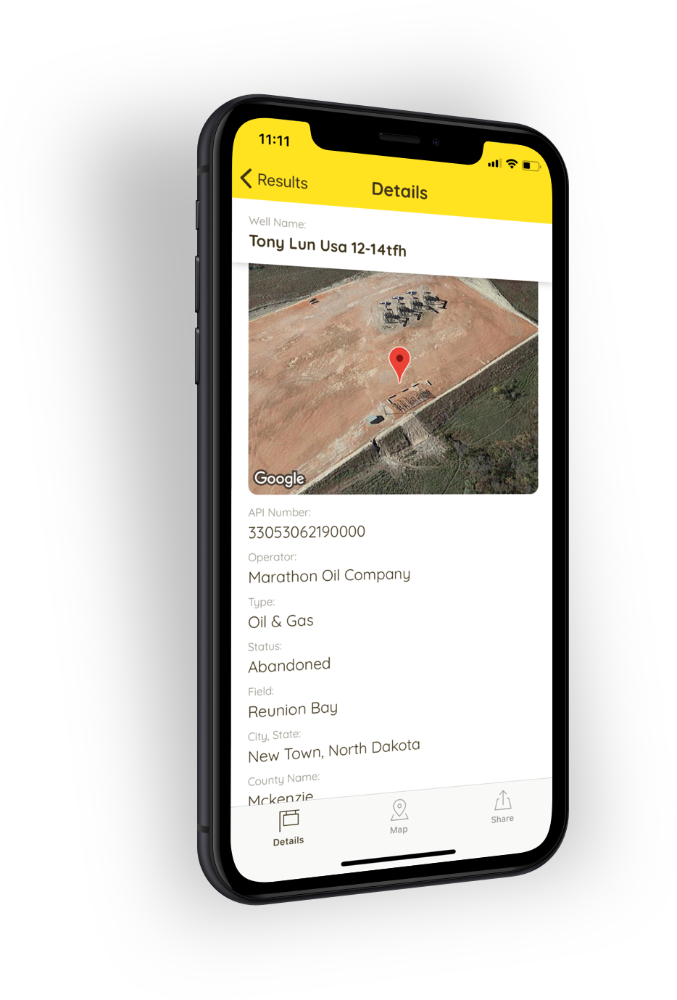 11:11
Results
Details
Well Name:
Tony Lun Usa 12-14tfh
Google
API Number:
33053062190000
Operator:
Marathon Oil Company
Type:
Oil & Gas
Status:
Abandoned
Field:
Reunion Bay
City, State:
New Town, North Dakota
County Name:
Mckenzie
Details
Map
Share